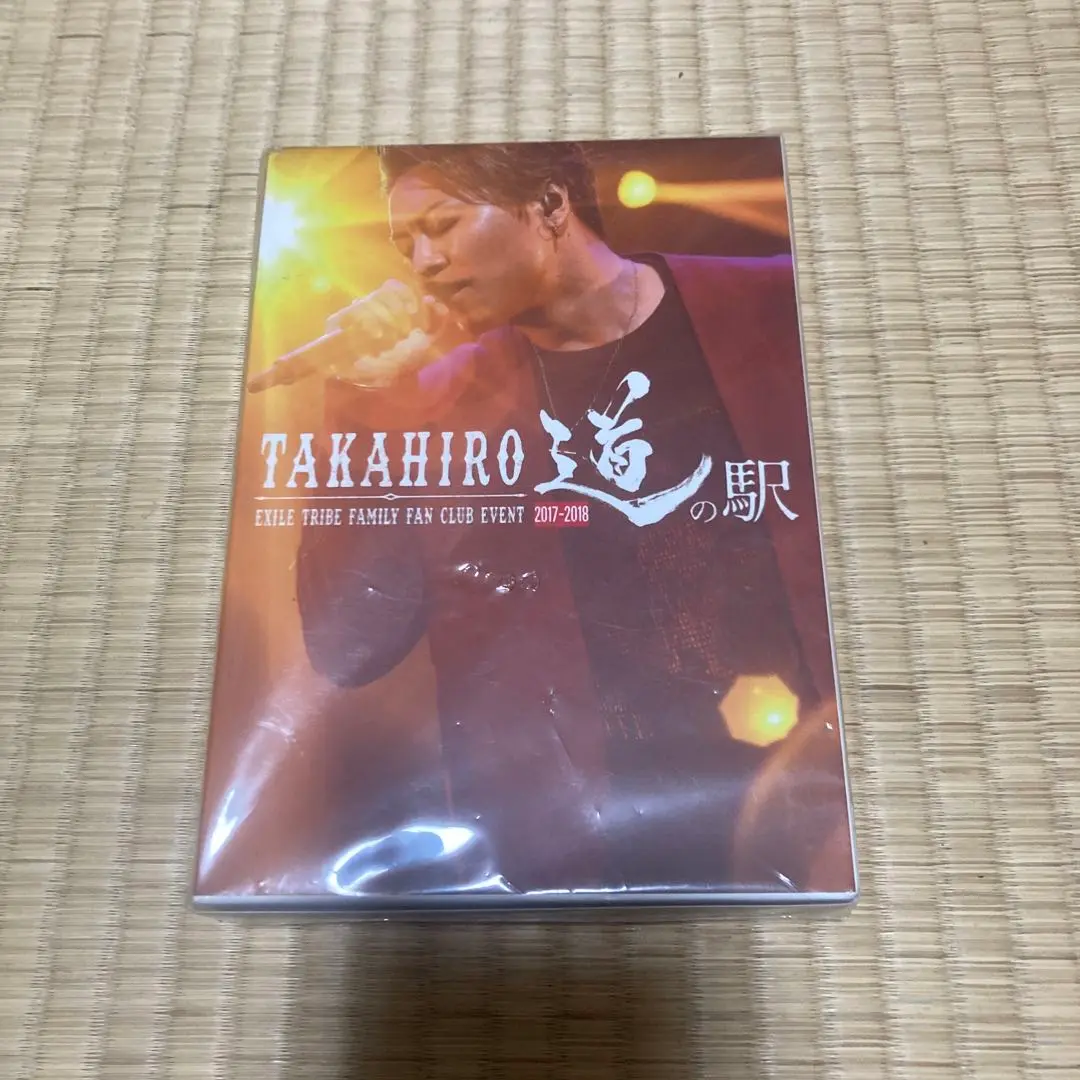 TAKAHIRO 道の駅
EXILE TRIBE FAMILY FAN CLUB EVENT 2017-2018